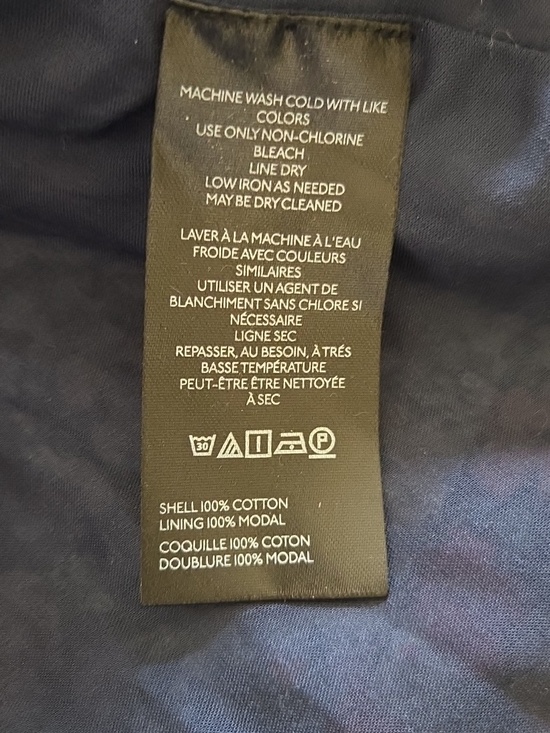 MACHINE WASH COLD WITH LIKE
COLORS
USE ONLY NON-CHLORINE
BLEACH
LINE DRY
LOW IRON AS NEEDED
MAY BE DRY CLEANED
LAVER À LA MACHINE À L'EAU
FROIDE AVEC COULEURS
SIMILAIRES
UTILISER UN AGENT DE
BLANCHIMENT SANS CHLORE SI
NÉCESSAIRE
LIGNE SEC
REPASSER, AU BESOIN, À TRÉS
BASSE TEMPÉRATURE
PEUT-ÊTRE ÊTRE NETTOYÉE
À SEC
30 P
SHELL 100% COTTON
LINING 100% MODAL
COQUILLE 100% COTON
DOUBLURE 100% MODAL